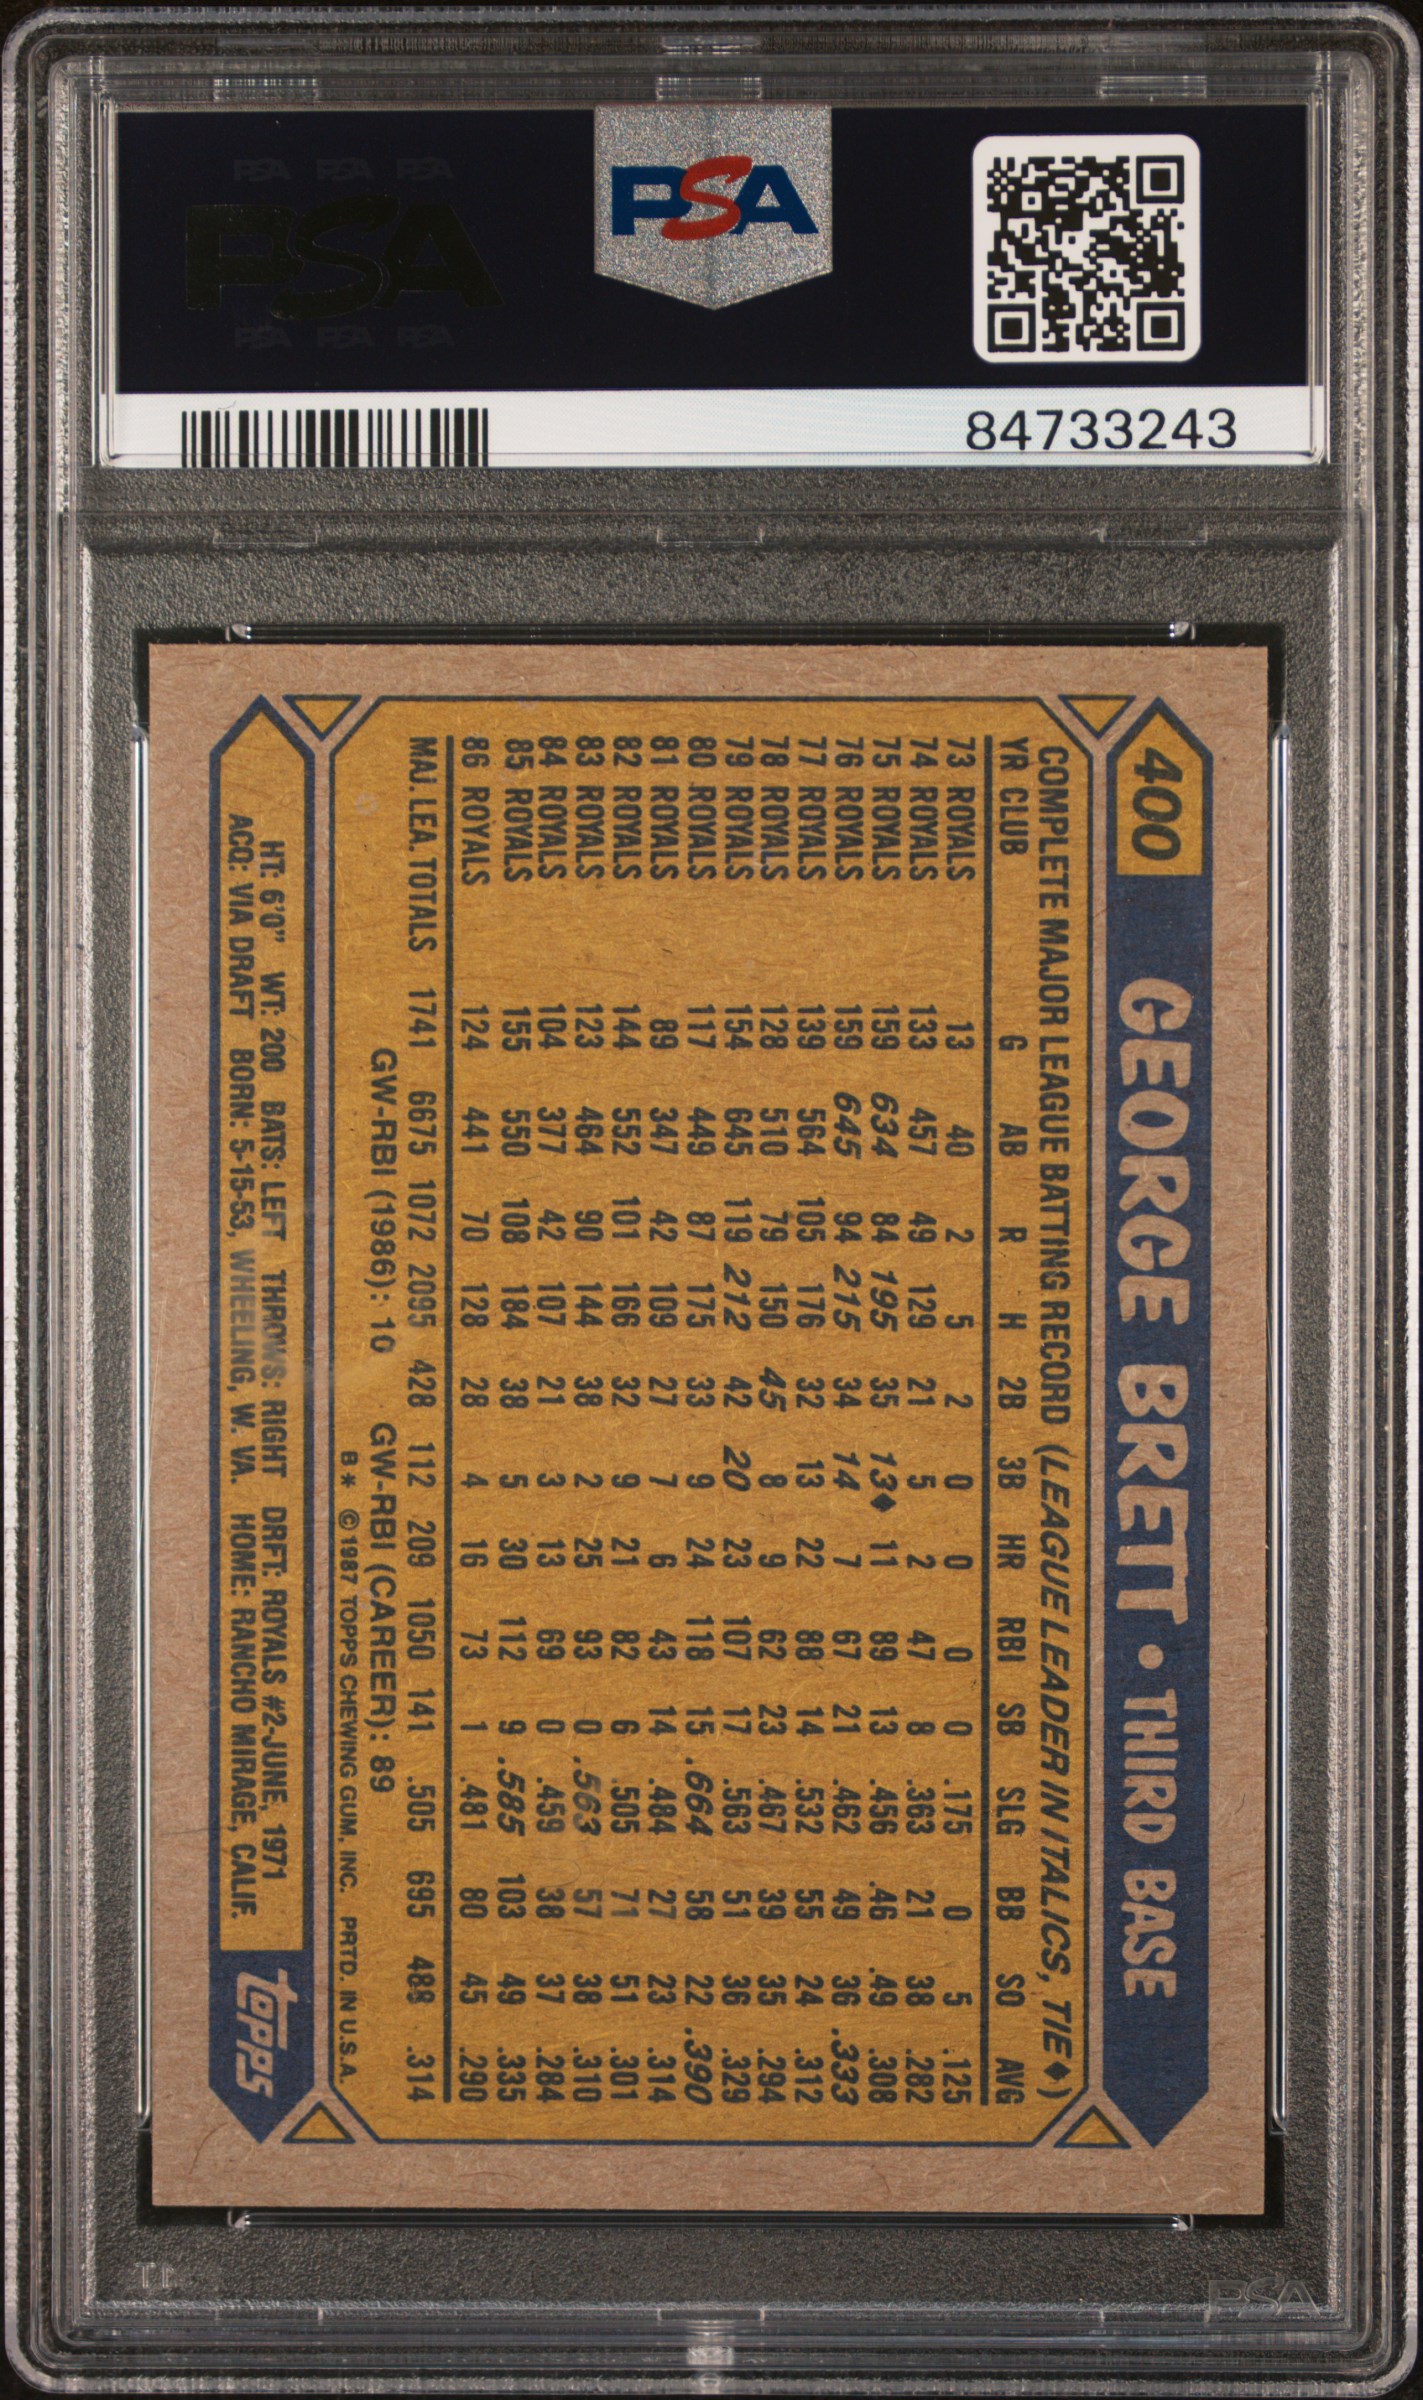 PSA PSA PSA
PSA
PSA PSA PSA
PSA
84733243
400 GEORGE BRETT • THIRD BASE
COMPLETE MAJOR LEAGUE BATTING RECORD (LEAGUE LEADER IN ITALICS, TIE♦)
YR CLUB G AB R H 2B 3B HR RBI SB SLG BB SO AVG
73 ROYALS 13 40 2 5 2 0 0 0 0 .175 0 5 .125
74 ROYALS 133 457 49 129 21 5 2 47 8 .363 21 38 .282
75 ROYALS 159 634 84 195 35 13♦ 11 89 13 .456 46 49 .308
76 ROYALS 159 645 94 215 34 14 7 67 21 .462 49 36 .333
77 ROYALS 139 564 105 176 32 13 22 88 14 .532 55 24 .312
78 ROYALS 128 510 79 150 45 8 9 62 23 .467 39 35 .294
79 ROYALS 154 645 119 212 42 20 23 107 17 .563 51 36 .329
80 ROYALS 117 449 87 175 33 9 24 118 15 .664 58 22 .390
81 ROYALS 89 347 42 109 27 7 6 43 14 .484 27 23 .314
82 ROYALS 144 552 101 166 32 9 21 82 6 .505 71 51 .301
83 ROYALS 123 464 90 144 38 2 25 93 0 .563 57 38 .310
84 ROYALS 104 377 42 107 21 3 13 69 0 .459 38 37 .284
85 ROYALS 155 550 108 184 38 5 30 112 9 .585 103 49 .335
86 ROYALS 124 441 70 128 28 4 16 73 1 .481 80 45 .290
MAJ. LEA. TOTALS 1741 6675 1072 2095 428 112 209 1050 141 .505 695 488 .314
GW-RBI (1986): 10 GW-RBI (CAREER): 89
B* ©1987 TOPPS CHEWING GUM, INC. PRTD. IN U.S.A.
HT: 6'0" WT: 200 BATS: LEFT THROWS: RIGHT DRFT: ROYALS #2-JUNE, 1971
ACQ: VIA DRAFT BORN: 5-15-53, WHEELING, W. VA. HOME: RANCHO MIRAGE, CALIF.
TOPPS
PSA